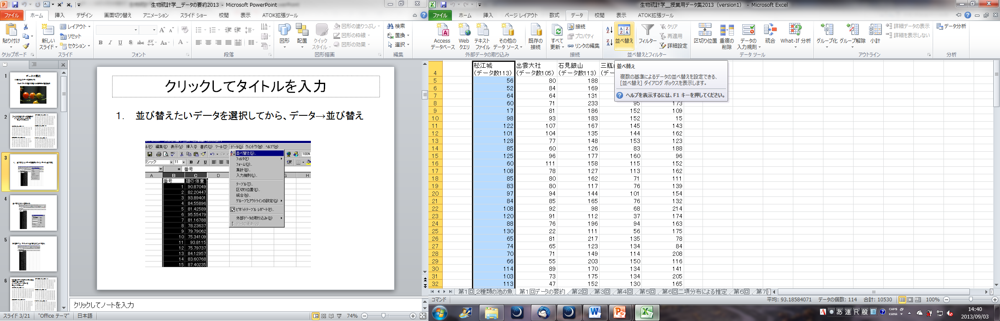 生物統計学__データの要約2013 - Microsoft PowerPoint
ファイル ホーム 挿入 デザイン 画面切り替え アニメーション スライド ショー 校閲 表示 ATOK拡張ツール
貼り付け
新しい
スライド
レイアウト
リセット
セクション
図形
配置
クイック
スタイル
図形の塗りつぶし
図形の枠線
図形の効果
検索
置換
選択
クリップボード スライド フォント 段落 図形描画 編集
1
データの要約
2
3
4
5
6
クリックしてタイトルを入力
1. 並び替えたいデータを選択してから、データ→並び替え
編集(E) 表示(V) 挿入(I) 書式(O) ツール(T) データ(D) ウィンドウ(W) ヘルプ(H)
100%
ゴシック 11 B I U
= 番号
並べ替え(S)...
フィルタ(F)
フォーム(O)...
集計(B)...
入力規則(L)...
テーブル(T)...
区切り位置(E)...
統合(N)...
グループとアウトラインの設定(G)
ピボットテーブル レポート(P)...
外部データの取り込み(D)
データの更新(R)
A B C D G H
番号 雄の体重
1 90.87049
2 82.20447
3 93.89401
4 84.55896
5 81.42589
6 95.55479
7 81.16788
8 78.23637
9 79.79062
10 75.34109
11 93.8115
12 75.79737
13 84.12957
14 83.60768
15 87.40235
クリックしてノートを入力
スライド 3/21 "Office テーマ" 日本語 74%
生物統計学__授業用データ集2013（version1） - Microsoft Excel
ファイル ホーム 挿入 ページ レイアウト 数式 データ 校閲 表示 ATOK拡張ツール
Access
データベース
Web
クエリ
テキスト
ファイル
その他の
データ ソース
既存の
接続
すべて
更新
接続
プロパティ
リンクの編集
並べ替え
フィルター
クリア
再適用
詳細設定
区切り位置
重複の
削除
データの
入力規則
統合
What-If 分析
グループ化
グループ解除
小計
詳細データの表示
詳細を表示しない
データ分析
外部データの取り込み 接続 並べ替えとフィルター データ ツール アウトライン 分析
並べ替え
複数の基準によるデータの並べ替えを設定できる、
[並べ替え] ダイアログ ボックスを表示します。
ヘルプを表示するには、F1 キーを押してください。
松江城 出雲大社 石見銀山
4 (データ数113) (データ数105) (データ数113)
5 56 80 188
6 52 84 169
7 64 64 131
8 60 71 233 95 173
9 17 81 186 152 109
10 98 93 183 152 15
11 122 107 167 145 143
12 101 104 135 144 162
13 128 77 148 153 123
14 85 60 126 83 188
15 125 96 177 160 96
16 60 111 158 115 152
17 108 78 127 113 162
18 85 80 162 71 111
19 83 80 117 76 139
20 97 94 144 101 154
21 84 85 165 76 132
22 108 92 98 68 214
23 120 91 112 37 174
24 88 76 196 94 163
25 130 22 111 56 175
26 65 81 217 135 78
27 74 65 123 134 84
28 70 71 149 114 208
29 66 55 203 150 116
30 114 89 170 134 141
31 103 73 175 134 205
32 113 47 152 130 165
第1回_2種類の池の魚 第1回データの要約 第2回 第3回 第4回 第5回 第6回二項分布による推定 第6回 第7回
コマンド 平均: 93.18584071 データの個数: 114 合計: 10530 100%
A あ 連 R 般 CAPS KANA
14:40
2013/09/03